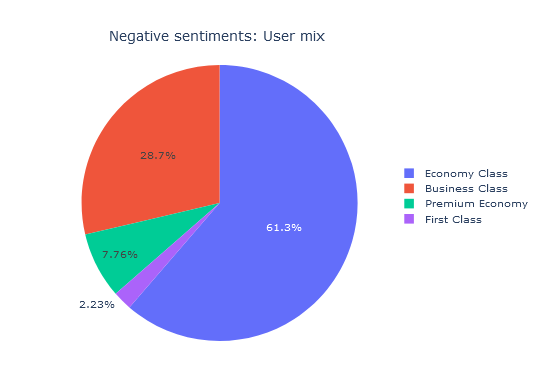 Negative sentiments: User mix
28.7%
61.3%
7.76%
2.23%
Economy Class
Business Class
Premium Economy
First Class